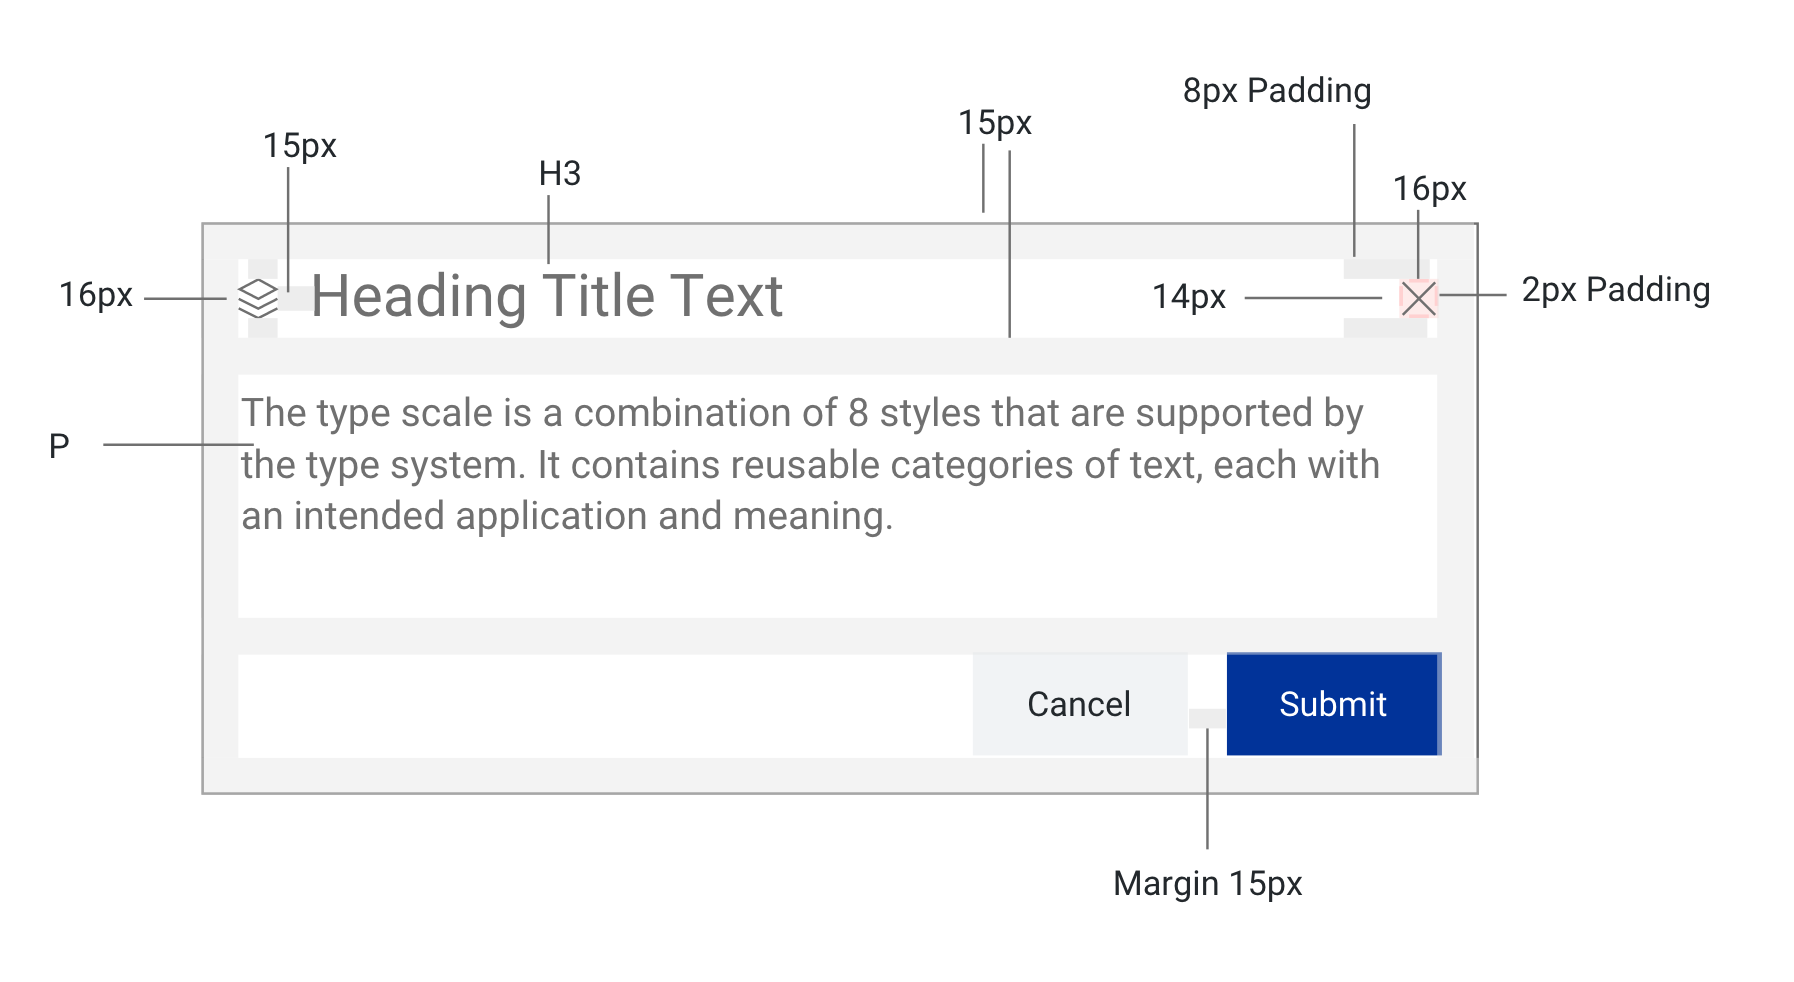 8px Padding
15px
15px
H3
16px
16px
Heading Title Text
14px
2px Padding
The type scale is a combination of 8 styles that are supported by
P
the type system. It contains reusable categories of text, each with
an intended application and meaning.
Cancel
Submit
Margin 15px